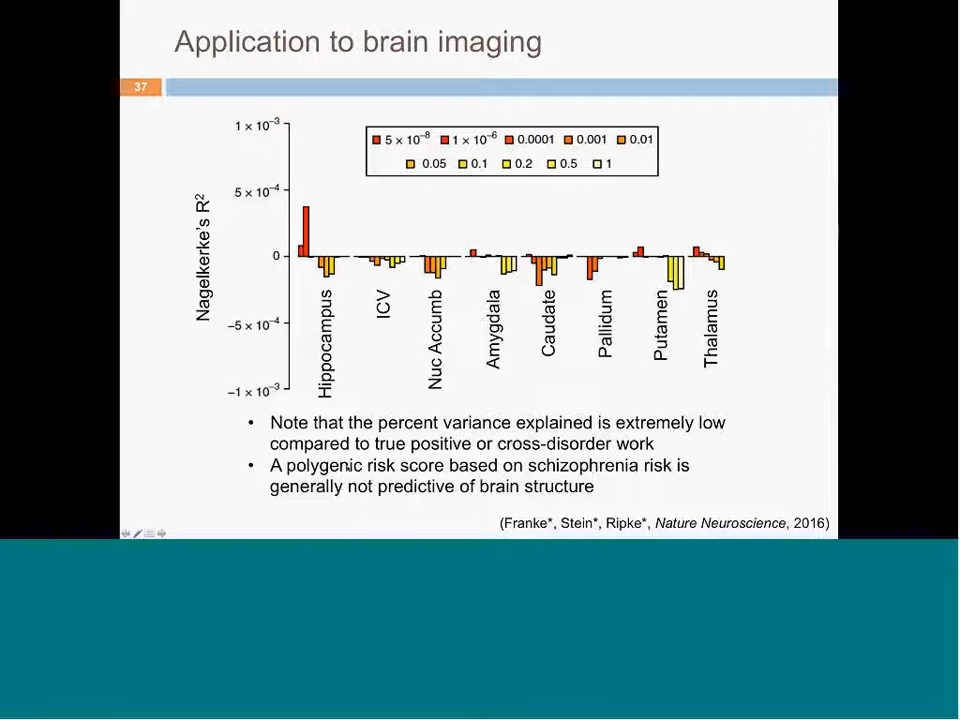 Application to brain imaging
37
1 × 10⁻³
5 × 10⁻⁴
0
−5 × 10⁻⁴
−1 × 10⁻³
Nagelkerke's R²
5 × 10⁻⁸ 1 × 10⁻⁶ 0.0001 0.001 0.01
0.05 0.1 0.2 0.5 1
Hippocampus
ICV
Nuc Accumb
Amygdala
Caudate
Pallidum
Putamen
Thalamus
• Note that the percent variance explained is extremely low
compared to true positive or cross-disorder work
• A polygenic risk score based on schizophrenia risk is
generally not predictive of brain structure
(Franke*, Stein*, Ripke*, Nature Neuroscience, 2016)